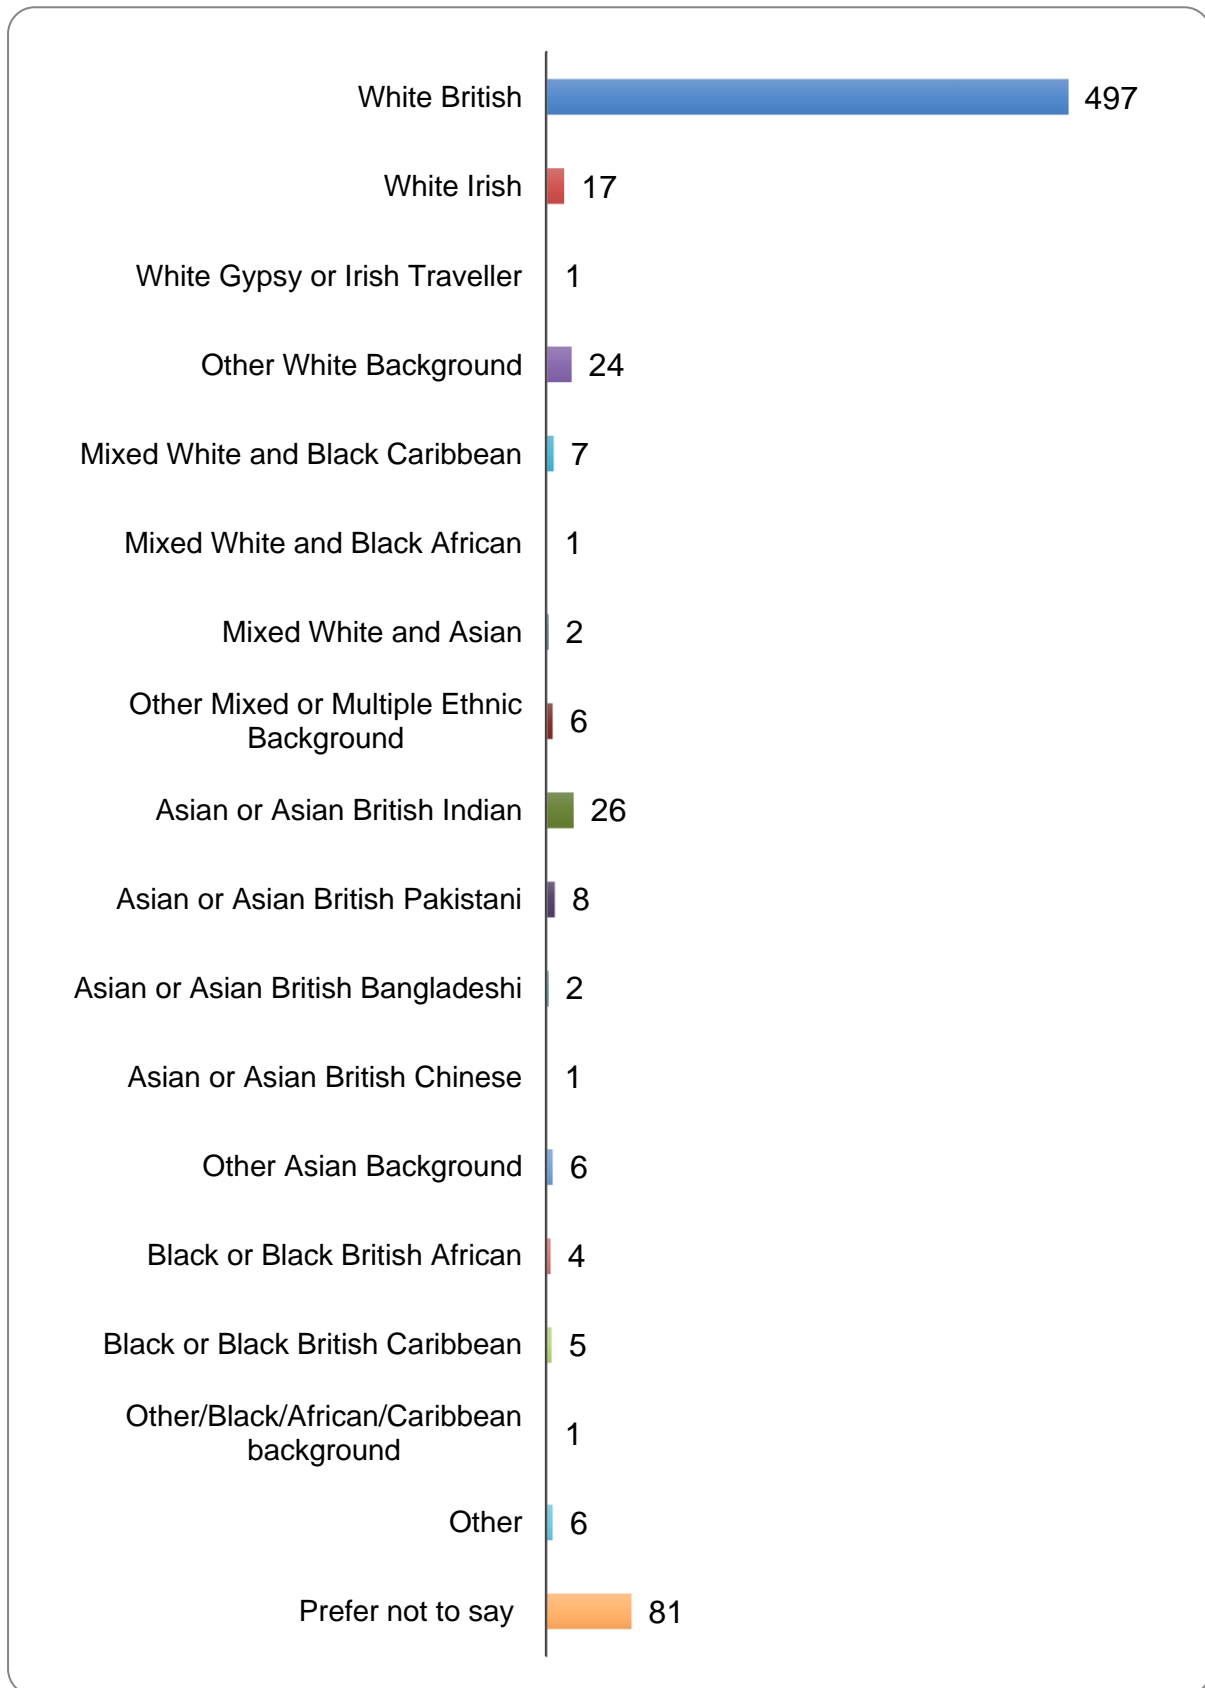 White British 497
White Irish 17
White Gypsy or Irish Traveller 1
Other White Background 24
Mixed White and Black Caribbean 7
Mixed White and Black African 1
Mixed White and Asian 2
Other Mixed or Multiple Ethnic
Background 6
Asian or Asian British Indian 26
Asian or Asian British Pakistani 8
Asian or Asian British Bangladeshi 2
Asian or Asian British Chinese 1
Other Asian Background 6
Black or Black British African 4
Black or Black British Caribbean 5
Other/Black/African/Caribbean
background 1
Other 6
Prefer not to say 81